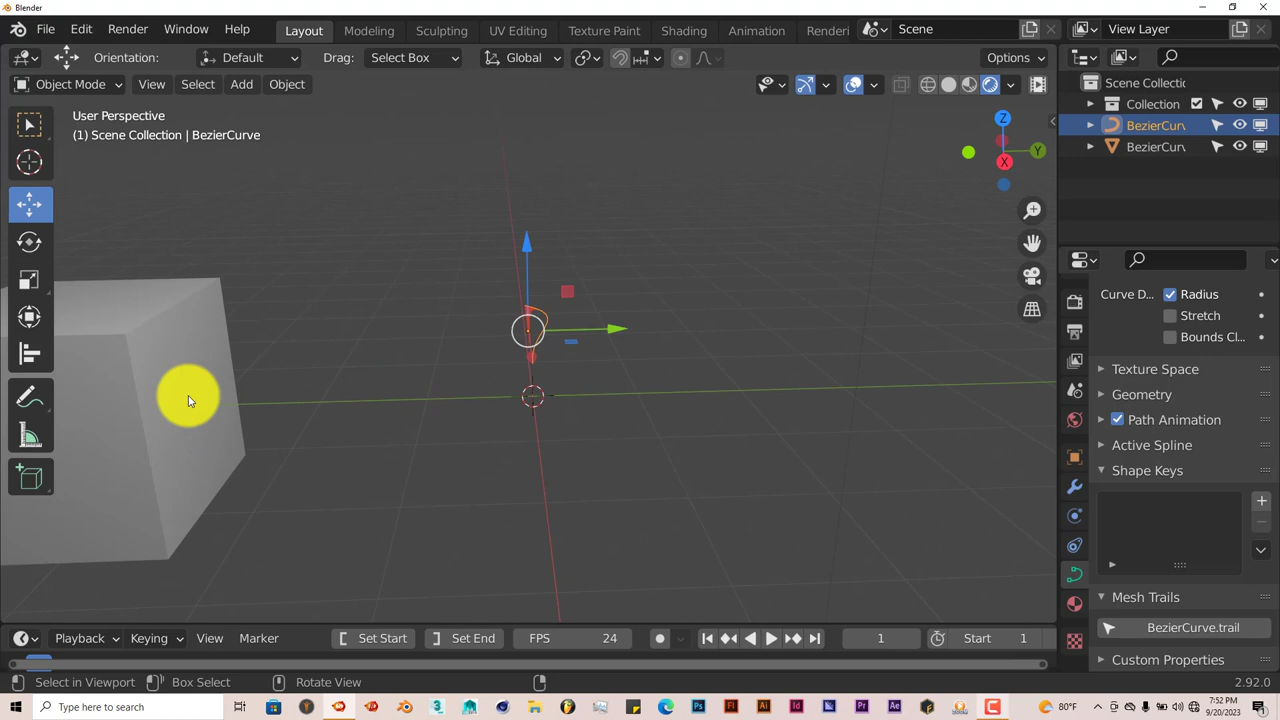 Blender
File Edit Render Window Help Layout Modeling Sculpting UV Editing Texture Paint Shading Animation Renderi Scene View Layer
Orientation: Default Drag: Select Box Global Options
Object Mode View Select Add Object
Scene Collectic
User Perspective
(1) Scene Collection | BezierCurve
Collection
BezierCurv
BezierCurv
Z
Y
X
Curve D... Radius
Stretch
Bounds Cl...
Texture Space
Geometry
Path Animation
Active Spline
Shape Keys
Mesh Trails
BezierCurve.trail
Custom Properties
Playback Keying View Marker Set Start Set End FPS 24 1 Start 1
Select in Viewport Box Select Rotate View 2.92.0
Type here to search
80°F
7:52 PM
9/20/2023